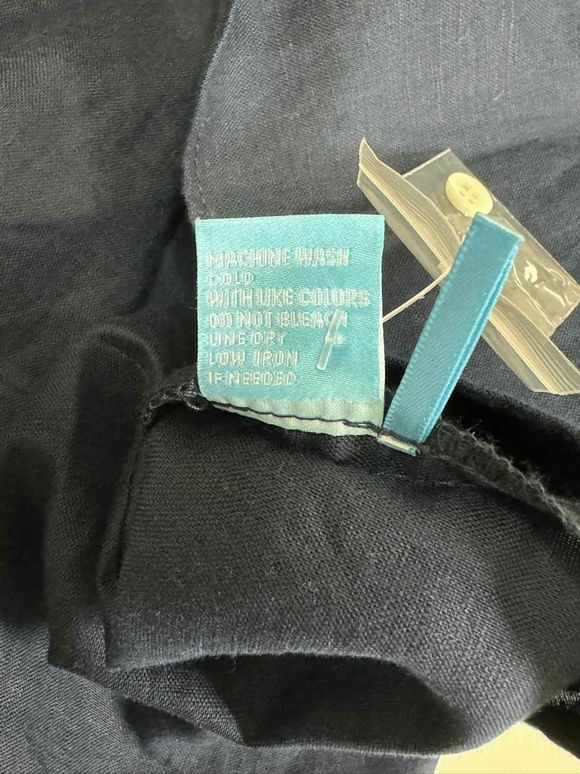 MACHINE WASH
COLD
WITH LIKE COLORS
DO NOT BLEACH
LINE DRY
LOW IRON
IF NEEDED